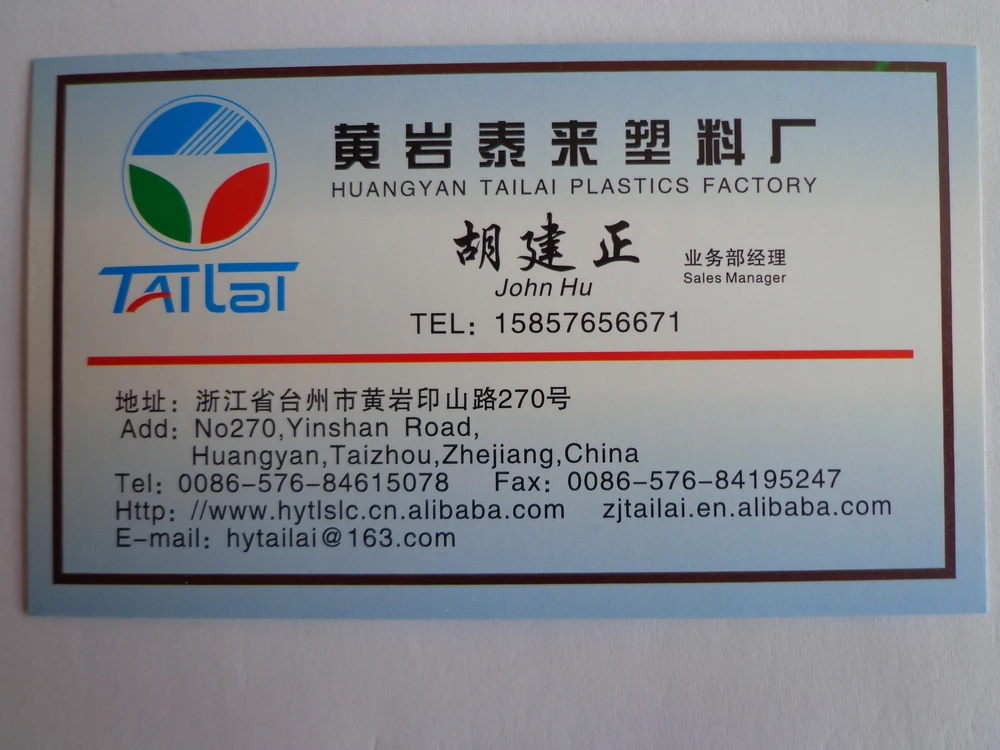 黄岩泰来塑料厂
HUANGYAN TAILAI PLASTICS FACTORY
TAILAI
胡建正 业务部经理
John Hu Sales Manager
TEL: 15857656671
地址: 浙江省台州市黄岩印山路270号
Add: No270,Yinshan Road,
Huangyan,Taizhou,Zhejiang,China
Tel: 0086-576-84615078 Fax: 0086-576-84195247
Http: //www.hytlslc.cn.alibaba.com zjtailai.en.alibaba.com
E-mail: hytailai@163.com